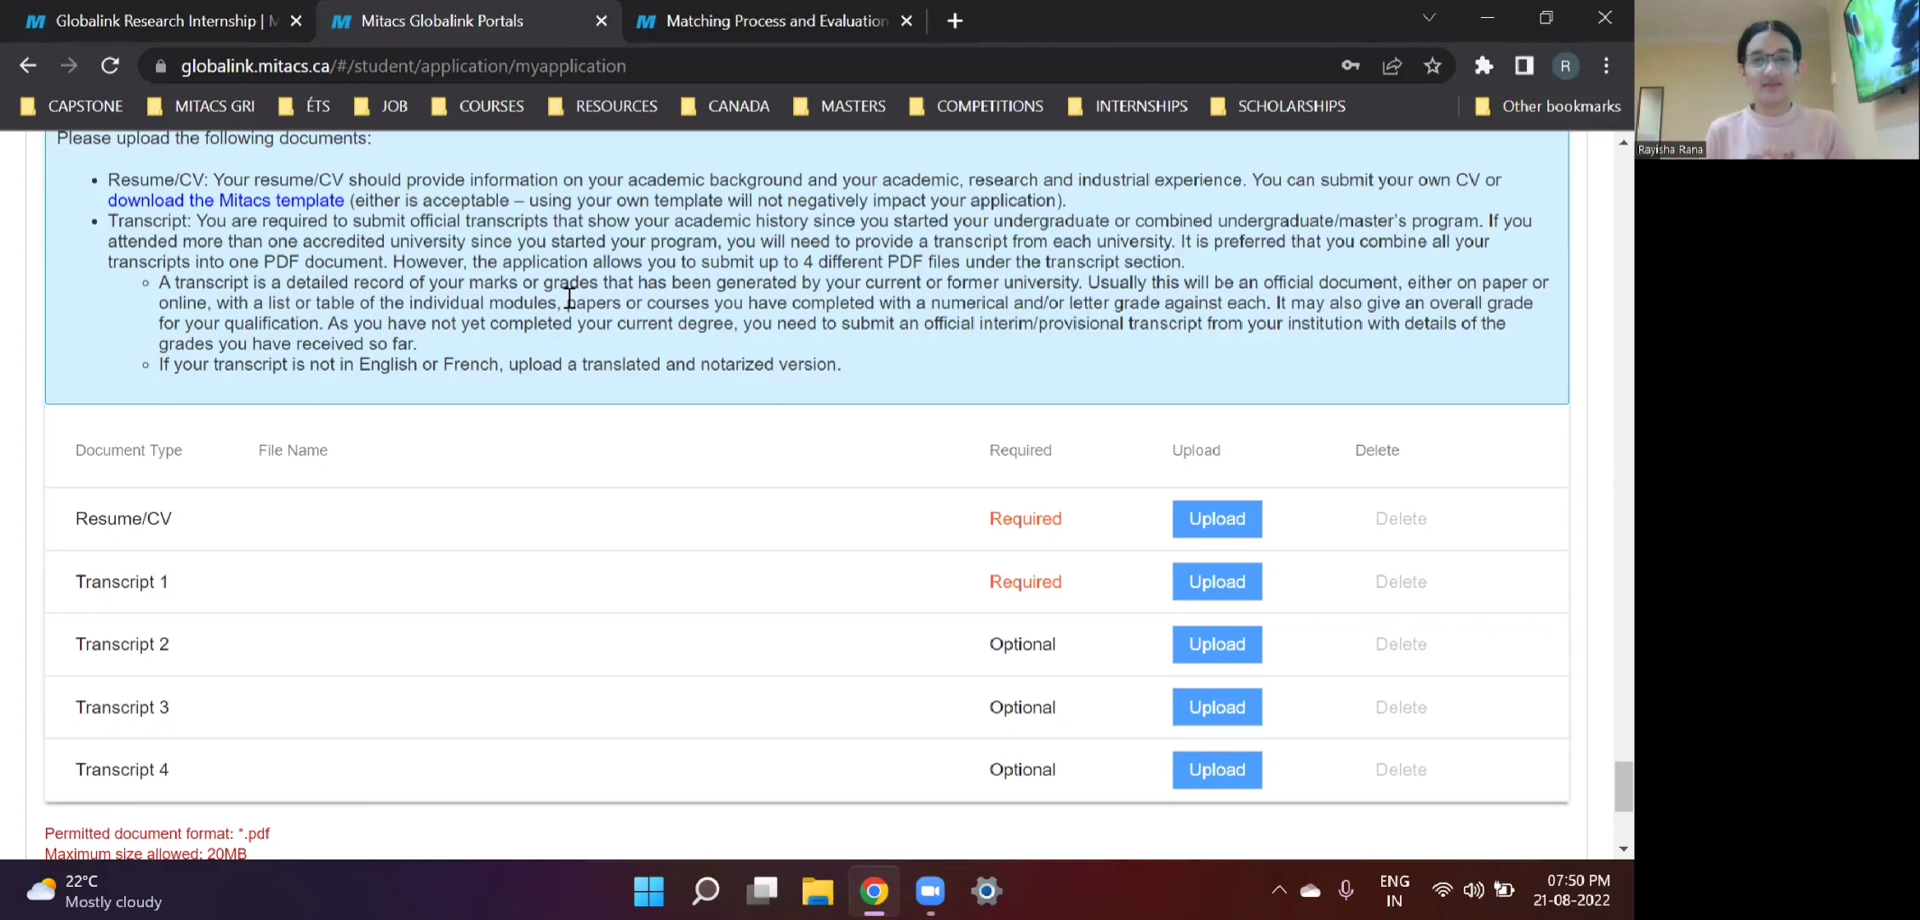 Globalink Research Internship | M
Mitacs Globalink Portals
Matching Process and Evaluation
globalink.mitacs.ca/#/student/application/myapplication
R
CAPSTONE
MITACS GRI
ÉTS
JOB
COURSES
RESOURCES
CANADA
MASTERS
COMPETITIONS
INTERNSHIPS
SCHOLARSHIPS
Other bookmarks
Rayisha Rana
Please upload the following documents:
• Resume/CV: Your resume/CV should provide information on your academic background and your academic, research and industrial experience. You can submit your own CV or
download the Mitacs template (either is acceptable – using your own template will not negatively impact your application).
• Transcript: You are required to submit official transcripts that show your academic history since you started your undergraduate or combined undergraduate/master's program. If you
attended more than one accredited university since you started your program, you will need to provide a transcript from each university. It is preferred that you combine all your
transcripts into one PDF document. However, the application allows you to submit up to 4 different PDF files under the transcript section.
◦ A transcript is a detailed record of your marks or grades that has been generated by your current or former university. Usually this will be an official document, either on paper or
online, with a list or table of the individual modules, papers or courses you have completed with a numerical and/or letter grade against each. It may also give an overall grade
for your qualification. As you have not yet completed your current degree, you need to submit an official interim/provisional transcript from your institution with details of the
grades you have received so far.
◦ If your transcript is not in English or French, upload a translated and notarized version.
Document Type File Name Required Upload Delete
Resume/CV Required Upload Delete
Transcript 1 Required Upload Delete
Transcript 2 Optional Upload Delete
Transcript 3 Optional Upload Delete
Transcript 4 Optional Upload Delete
Permitted document format: *.pdf
Maximum size allowed: 20MB
22°C
Mostly cloudy
ENG
IN
07:50 PM
21-08-2022